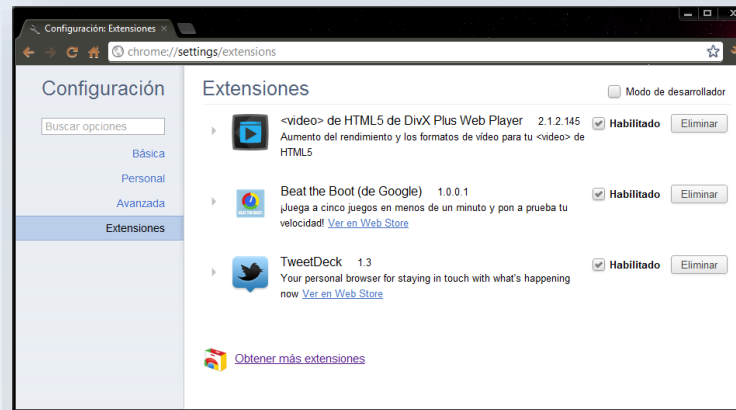 Configuración: Extensiones
chrome://settings/extensions
Configuración
Buscar opciones
Básica
Personal
Avanzada
Extensiones
Extensiones
Modo de desarrollador
<video> de HTML5 de DivX Plus Web Player 2.1.2.145
Aumento del rendimiento y los formatos de vídeo para tu <video> de
HTML5
Habilitado
Eliminar
Beat the Boot (de Google) 1.0.0.1
¡Juega a cinco juegos en menos de un minuto y pon a prueba tu
velocidad! Ver en Web Store
Habilitado
Eliminar
BEAT THE BOOT
TweetDeck 1.3
Your personal browser for staying in touch with what's happening
now Ver en Web Store
Habilitado
Eliminar
Obtener más extensiones